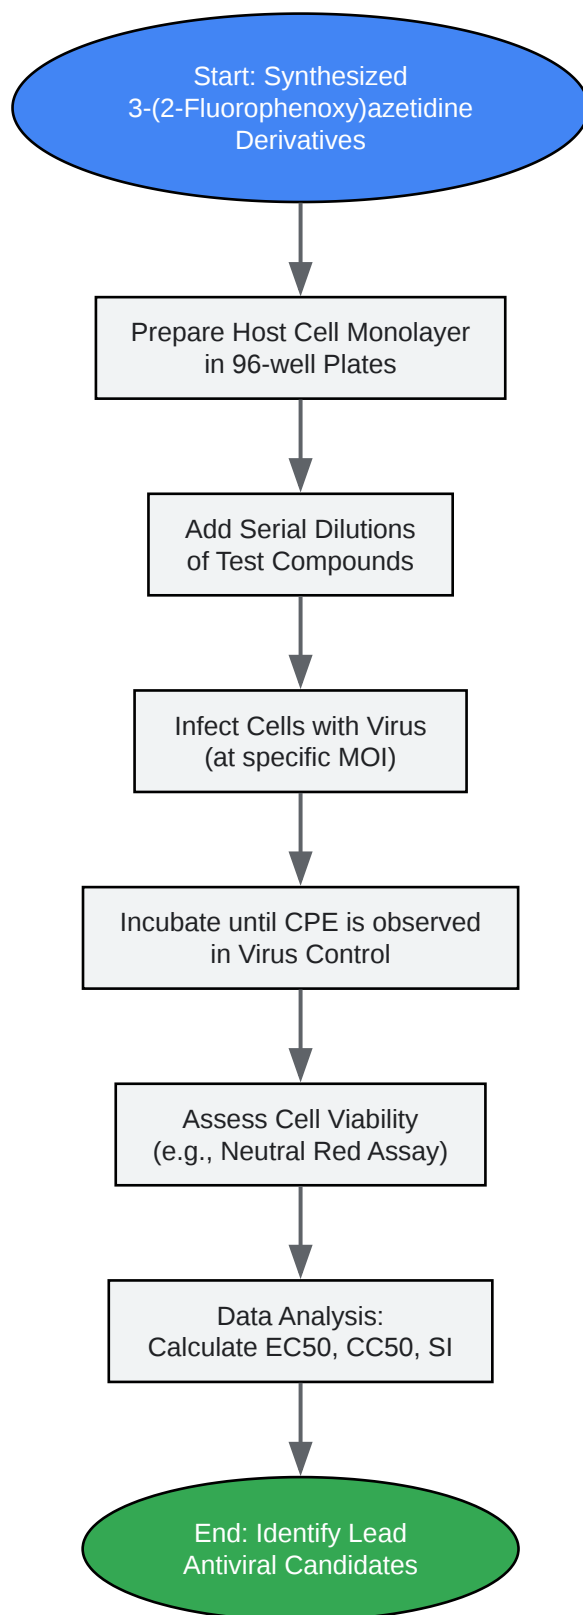 Start: Synthesized
3-(2-Fluorophenoxy)azetidine
Derivatives
Prepare Host Cell Monolayer
in 96-well Plates
Add Serial Dilutions
of Test Compounds
Infect Cells with Virus
(at specific MOI)
Incubate until CPE is observed
in Virus Control
Assess Cell Viability
(e.g., Neutral Red Assay)
Data Analysis:
Calculate EC50, CC50, SI
End: Identify Lead
Antiviral Candidates